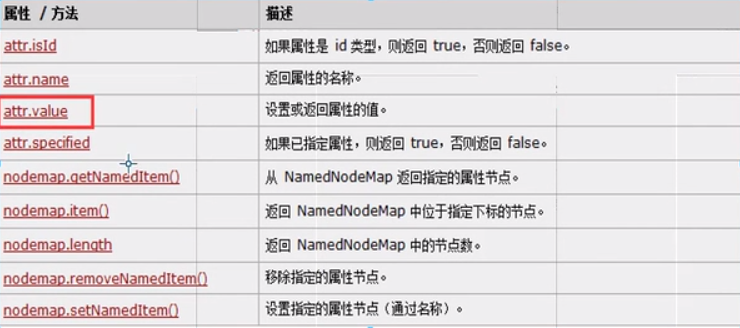 属性 / 方法 描述
attr.isId 如果属性是 id 类型，则返回 true，否则返回 false。
attr.name 返回属性的名称。
attr.value 设置或返回属性的值。
attr.specified 如果已指定属性，则返回 true，否则返回 false。
nodemap.getNamedItem() 从 NamedNodeMap 返回指定的属性节点。
nodemap.item() 返回 NamedNodeMap 中位于指定下标的节点。
nodemap.length 返回 NamedNodeMap 中的节点数。
nodemap.removeNamedItem() 移除指定的属性节点。
nodemap.setNamedItem() 设置指定的属性节点（通过名称）。